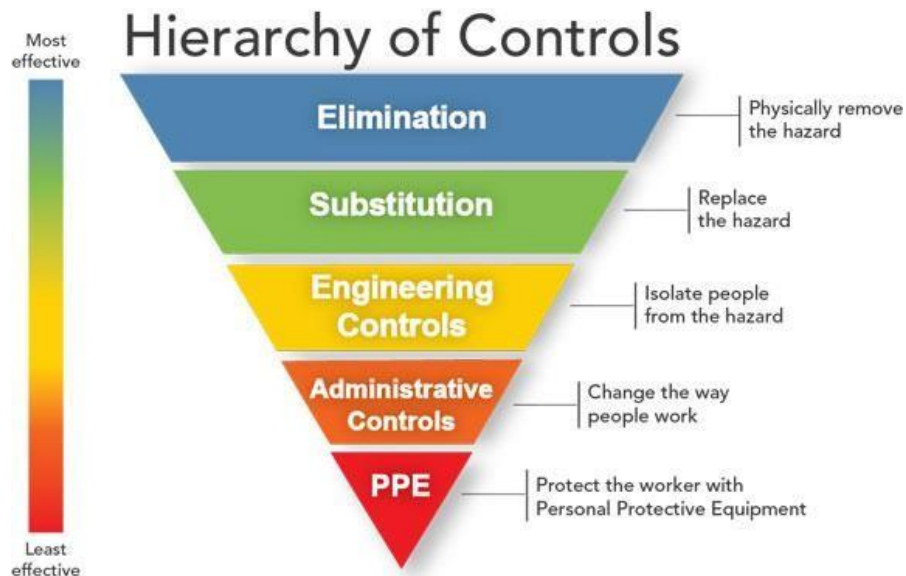 Hierarchy of Controls
Most
effective
Elimination
Physically remove
the hazard
Substitution
Replace
the hazard
Engineering
Controls
Isolate people
from the hazard
Administrative
Controls
Change the way
people work
PPE
Protect the worker with
Personal Protective Equipment
Least
effective